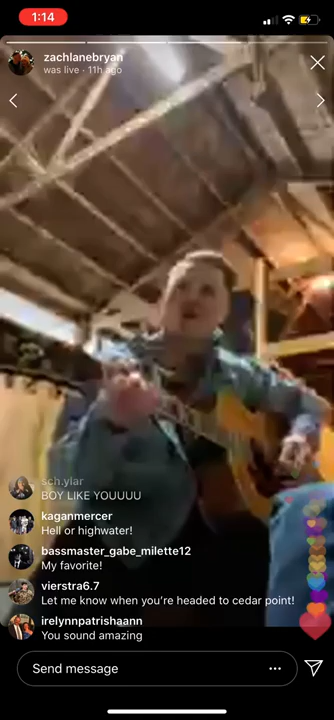 1:14
zachlanebryan
was live · 11h ago
sch.ylar
BOY LIKE YOUUUU
kaganmercer
Hell or highwater!
bassmaster_gabe_milette12
My favorite!
vierstra6.7
Let me know when you're headed to cedar point!
irelynnpatrishaann
You sound amazing
Send message